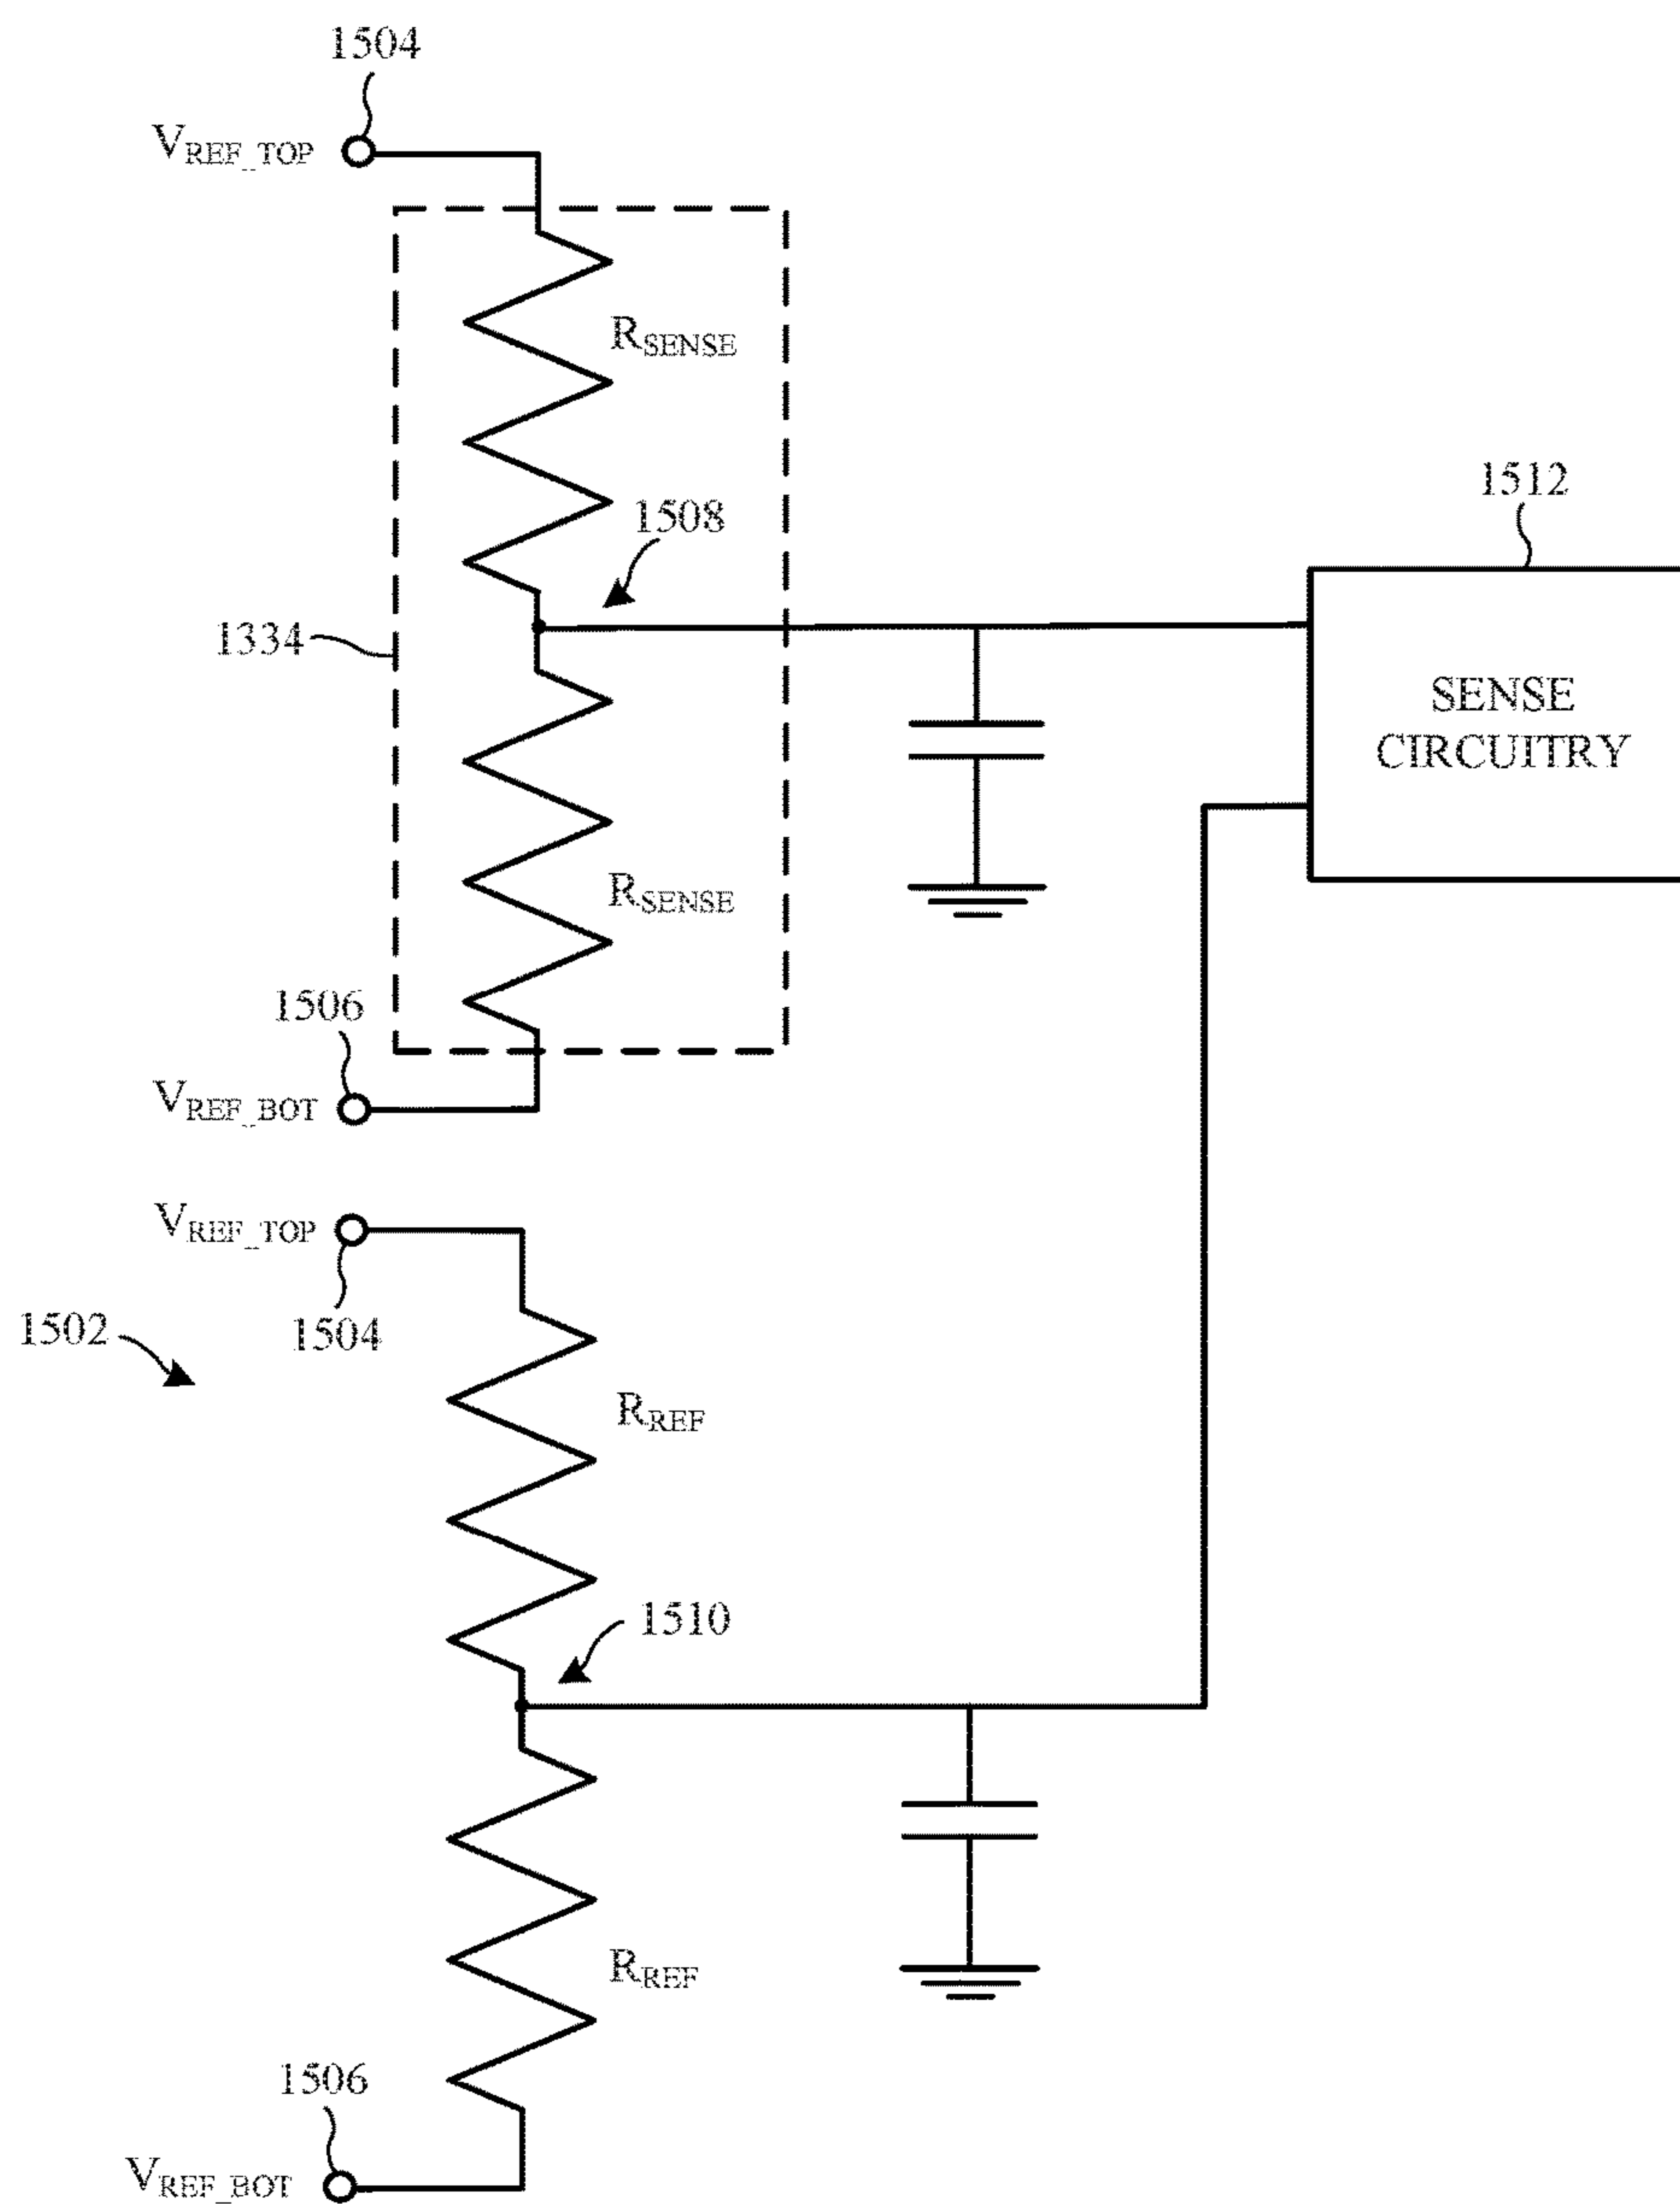 1504
VREF_TOP
RSENSE
1508
1512
1334
SENSE
CIRCUITRY
RSENSE
1506
VREF_BOT
VREF_TOP
1504
1502
RREF
1510
RREF
1506
VREF_BOT